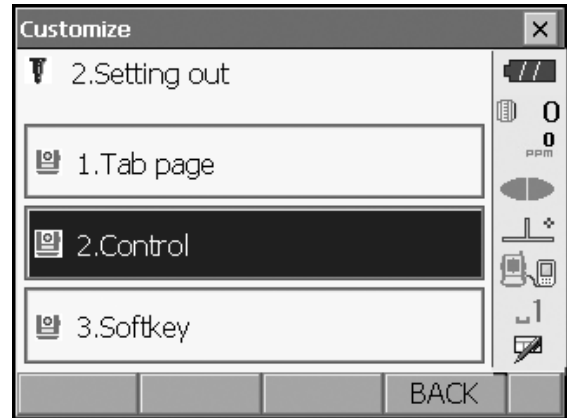 Customize
2.Setting out
0
0
PPM
1.Tab page
2.Control
1
3.Softkey
BACK